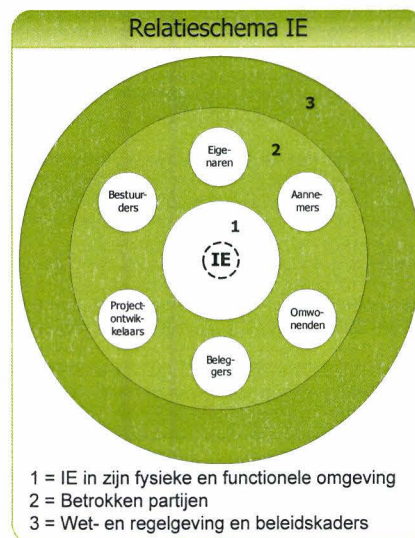 Relatieschema IE
3
2
Eige-
naren
Bestuur-
ders
Aanne-
mers
1
IE
Project-
ontwik-
kelaars
Omwo-
nenden
Beleg-
gers
1 = IE in zijn fysieke en functionele omgeving
2 = Betrokken partijen
3 = Wet- en regelgeving en beleidskaders